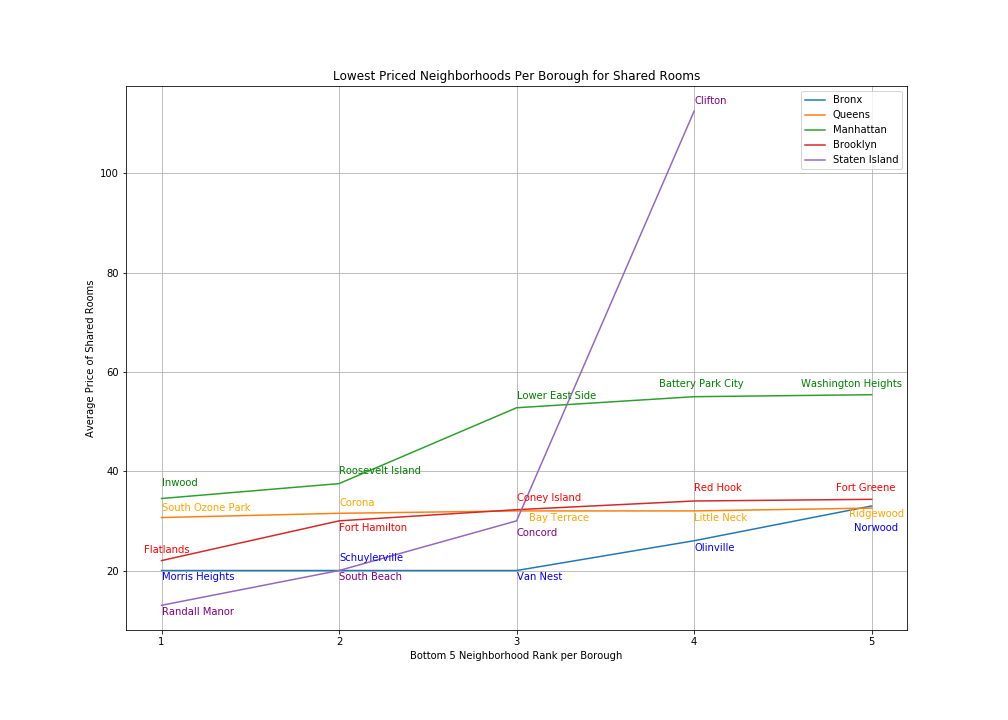 Lowest Priced Neighborhoods Per Borough for Shared Rooms
Clifton
Bronx
Queens
Manhattan
Brooklyn
Staten Island
100
80
60
40
20
Average Price of Shared Rooms
Battery Park City
Washington Heights
Lower East Side
Roosevelt Island
Inwood
Red Hook
Fort Greene
Coney Island
Corona
South Ozone Park
Bay Terrace
Little Neck
Ridgewood
Fort Hamilton
Norwood
Concord
Flatlands
Olinville
Schuylerville
Morris Heights
South Beach
Van Nest
Randall Manor
1
2
3
4
5
Bottom 5 Neighborhood Rank per Borough